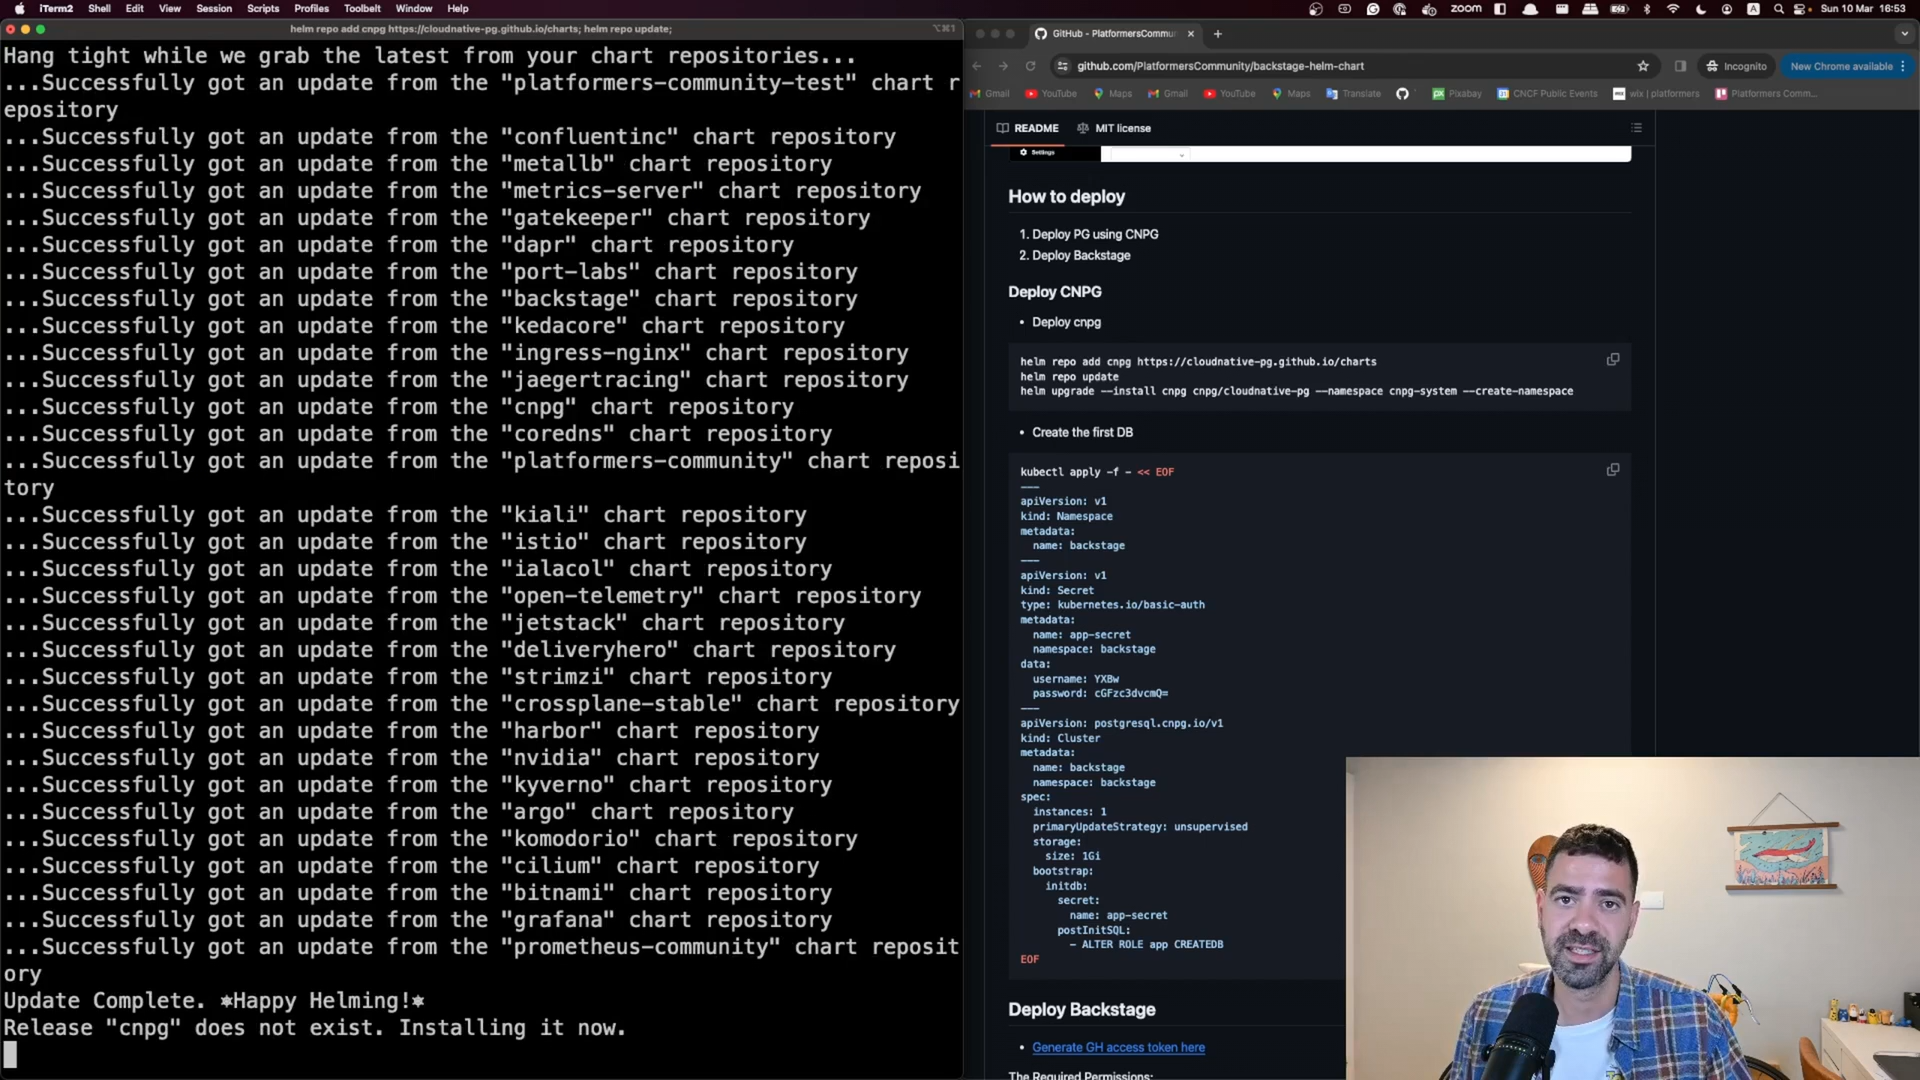 iTerm2 Shell Edit View Session Scripts Profiles Toolbelt Window Help
zoom
A
Sun 10 Mar 16:53
helm repo add cnpg https://cloudnative-pg.github.io/charts; helm repo update;
⌥⌘1
Hang tight while we grab the latest from your chart repositories...
...Successfully got an update from the "platformers-community-test" chart r
epository
...Successfully got an update from the "confluentinc" chart repository
...Successfully got an update from the "metallb" chart repository
...Successfully got an update from the "metrics-server" chart repository
...Successfully got an update from the "gatekeeper" chart repository
...Successfully got an update from the "dapr" chart repository
...Successfully got an update from the "port-labs" chart repository
...Successfully got an update from the "backstage" chart repository
...Successfully got an update from the "kedacore" chart repository
...Successfully got an update from the "ingress-nginx" chart repository
...Successfully got an update from the "jaegertracing" chart repository
...Successfully got an update from the "cnpg" chart repository
...Successfully got an update from the "coredns" chart repository
...Successfully got an update from the "platformers-community" chart reposi
tory
...Successfully got an update from the "kiali" chart repository
...Successfully got an update from the "istio" chart repository
...Successfully got an update from the "ialacol" chart repository
...Successfully got an update from the "open-telemetry" chart repository
...Successfully got an update from the "jetstack" chart repository
...Successfully got an update from the "deliveryhero" chart repository
...Successfully got an update from the "strimzi" chart repository
...Successfully got an update from the "crossplane-stable" chart repository
...Successfully got an update from the "harbor" chart repository
...Successfully got an update from the "nvidia" chart repository
...Successfully got an update from the "kyverno" chart repository
...Successfully got an update from the "argo" chart repository
...Successfully got an update from the "komodorio" chart repository
...Successfully got an update from the "cilium" chart repository
...Successfully got an update from the "bitnami" chart repository
...Successfully got an update from the "grafana" chart repository
...Successfully got an update from the "prometheus-community" chart reposit
ory
Update Complete. ⎈Happy Helming!⎈
Release "cnpg" does not exist. Installing it now.
GitHub - PlatformersCommu
github.com/PlatformersCommunity/backstage-helm-chart
Incognito
New Chrome available
Gmail YouTube Maps Gmail YouTube Maps Translate Pixabay CNCF Public Events wix | platformers Platformers Comm...
README
MIT license
Settings
How to deploy
1. Deploy PG using CNPG
2. Deploy Backstage
Deploy CNPG
• Deploy cnpg
helm repo add cnpg https://cloudnative-pg.github.io/charts
helm repo update
helm upgrade --install cnpg cnpg/cloudnative-pg --namespace cnpg-system --create-namespace
• Create the first DB
kubectl apply -f - << EOF
---
apiVersion: v1
kind: Namespace
metadata:
name: backstage
---
apiVersion: v1
kind: Secret
type: kubernetes.io/basic-auth
metadata:
name: app-secret
namespace: backstage
data:
username: YXBw
password: cGFzc3dvcmQ=
---
apiVersion: postgresql.cnpg.io/v1
kind: Cluster
metadata:
name: backstage
namespace: backstage
spec:
instances: 1
primaryUpdateStrategy: unsupervised
storage:
size: 1Gi
bootstrap:
initdb:
secret:
name: app-secret
postInitSQL:
- ALTER ROLE app CREATEDB
EOF
Deploy Backstage
• Generate GH access token here
The Required Permissions: